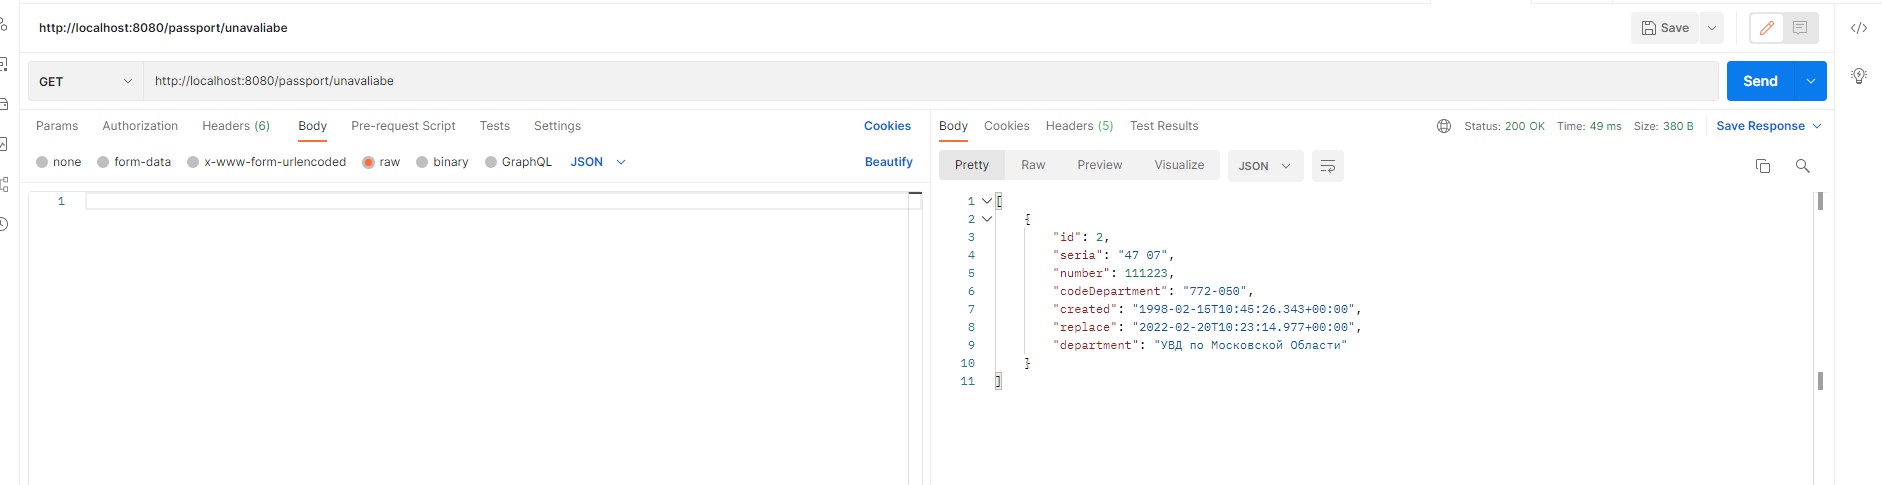 http://localhost:8080/passport/unavaliabe
Save
GET
http://localhost:8080/passport/unavaliabe
Send
Params Authorization Headers (6) Body Pre-request Script Tests Settings Cookies
none form-data x-www-form-urlencoded raw binary GraphQL JSON Beautify
1
Body Cookies Headers (5) Test Results Status: 200 OK Time: 49 ms Size: 380 B Save Response
Pretty Raw Preview Visualize JSON
1 [
2 {
3 "id": 2,
4 "seria": "47 07",
5 "number": 111223,
6 "codeDepartment": "772-050",
7 "created": "1998-02-15T10:45:26.343+00:00",
8 "replace": "2022-02-20T10:23:14.977+00:00",
9 "department": "УВД по Московской Области"
10 }
11 ]